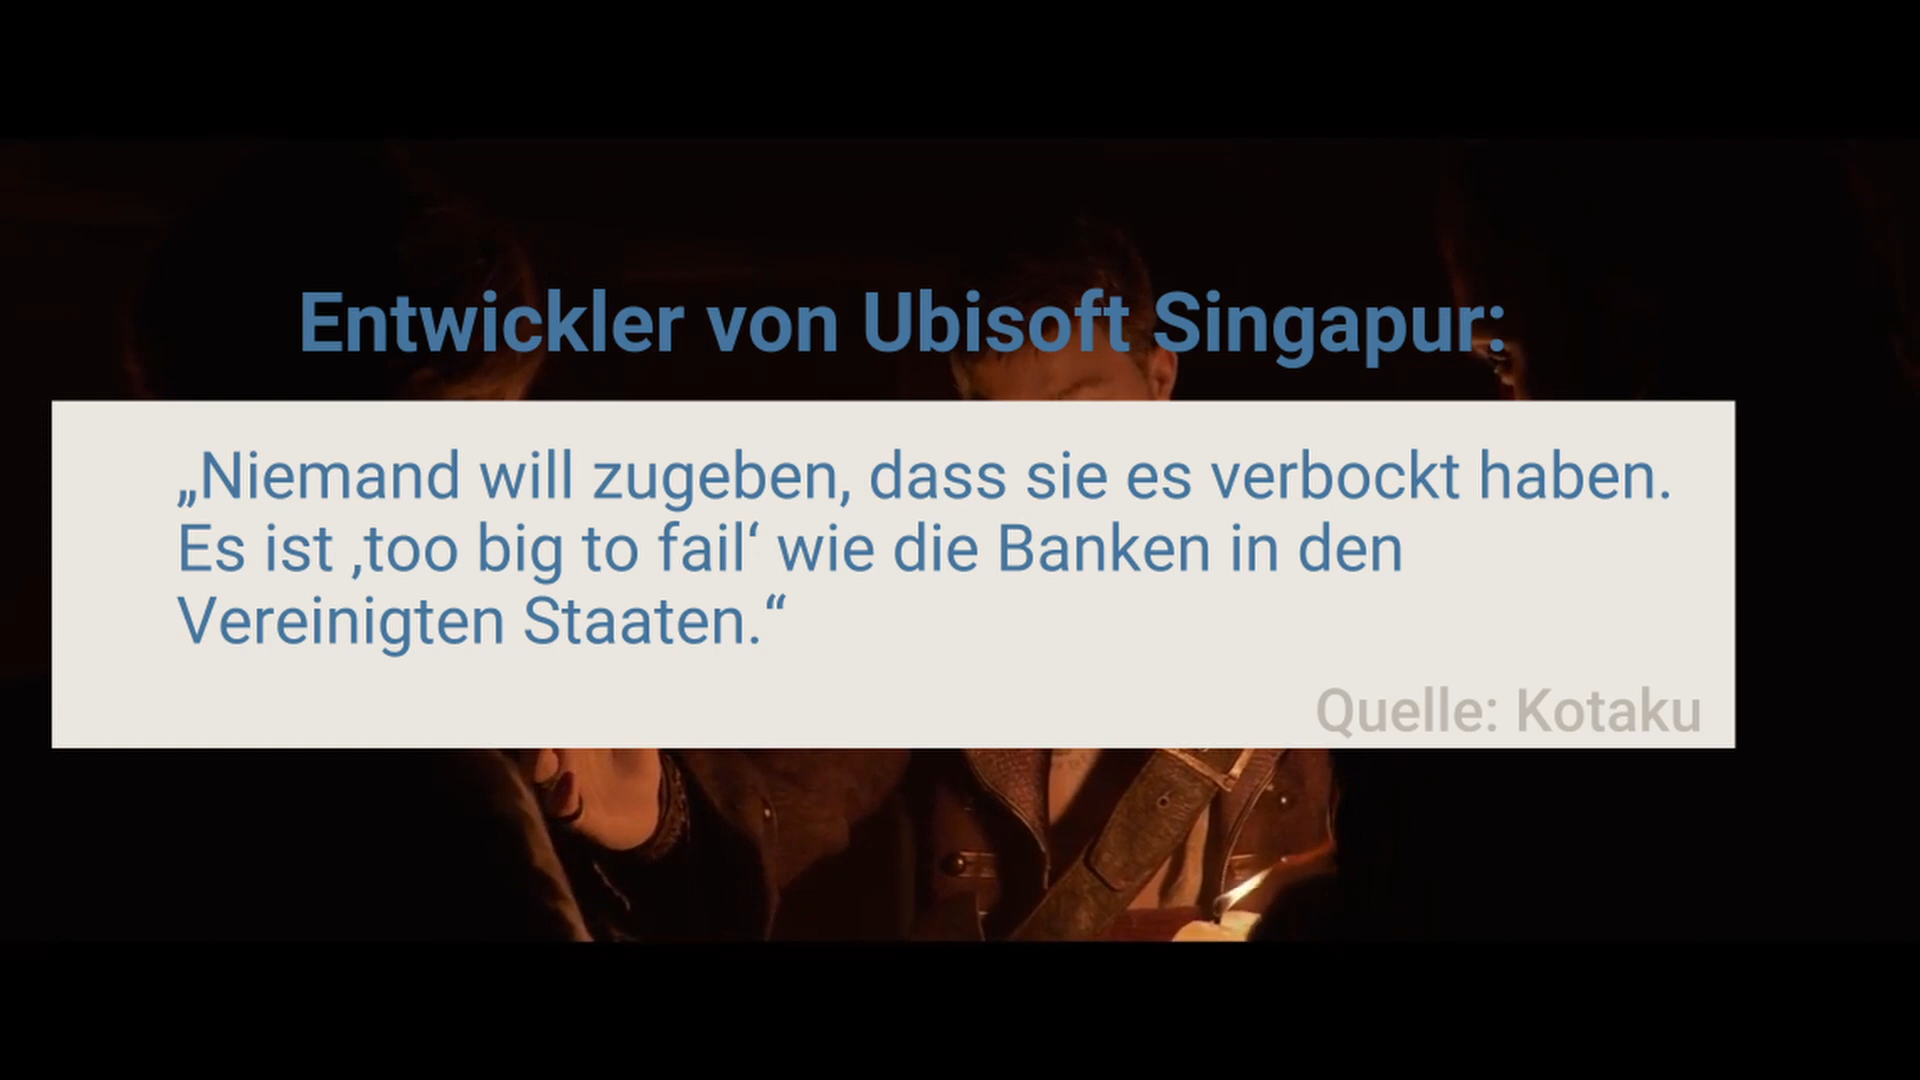 Entwickler von Ubisoft Singapur:
„Niemand will zugeben, dass sie es verbockt haben.
Es ist ‚too big to fail‘ wie die Banken in den
Vereinigten Staaten.“
Quelle: Kotaku